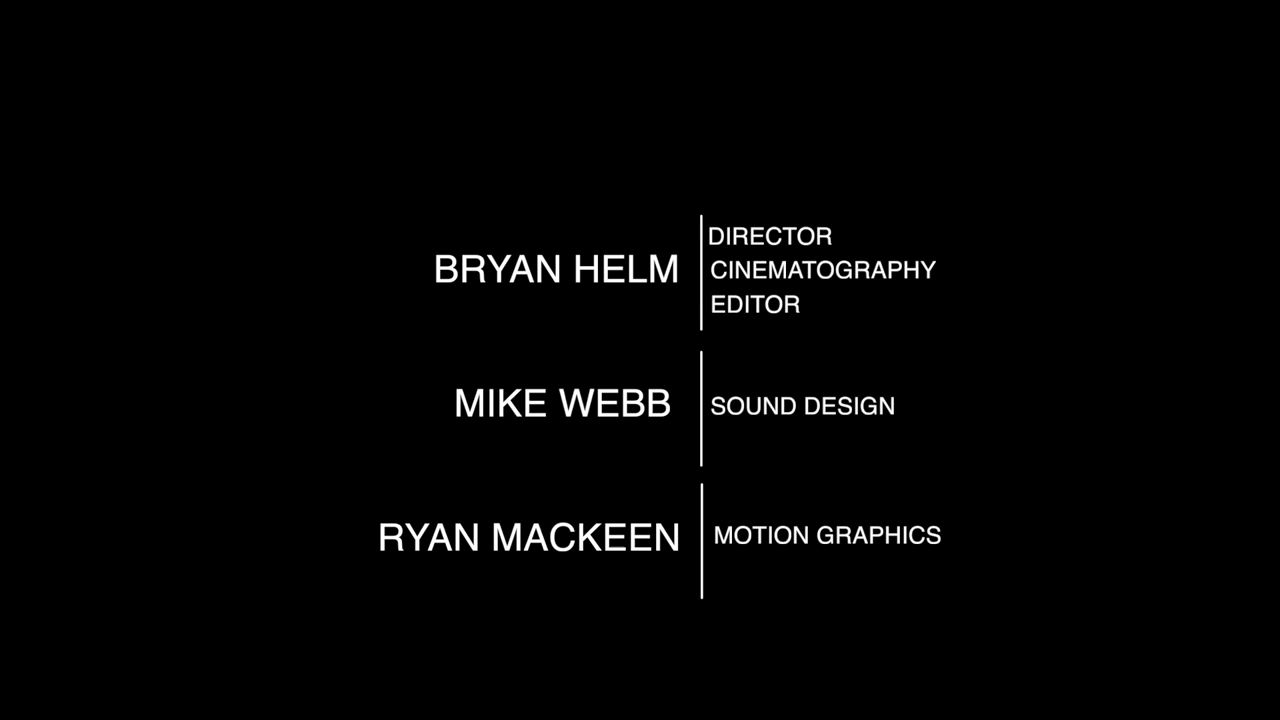 BRYAN HELM
DIRECTOR
CINEMATOGRAPHY
EDITOR
MIKE WEBB
SOUND DESIGN
RYAN MACKEEN
MOTION GRAPHICS